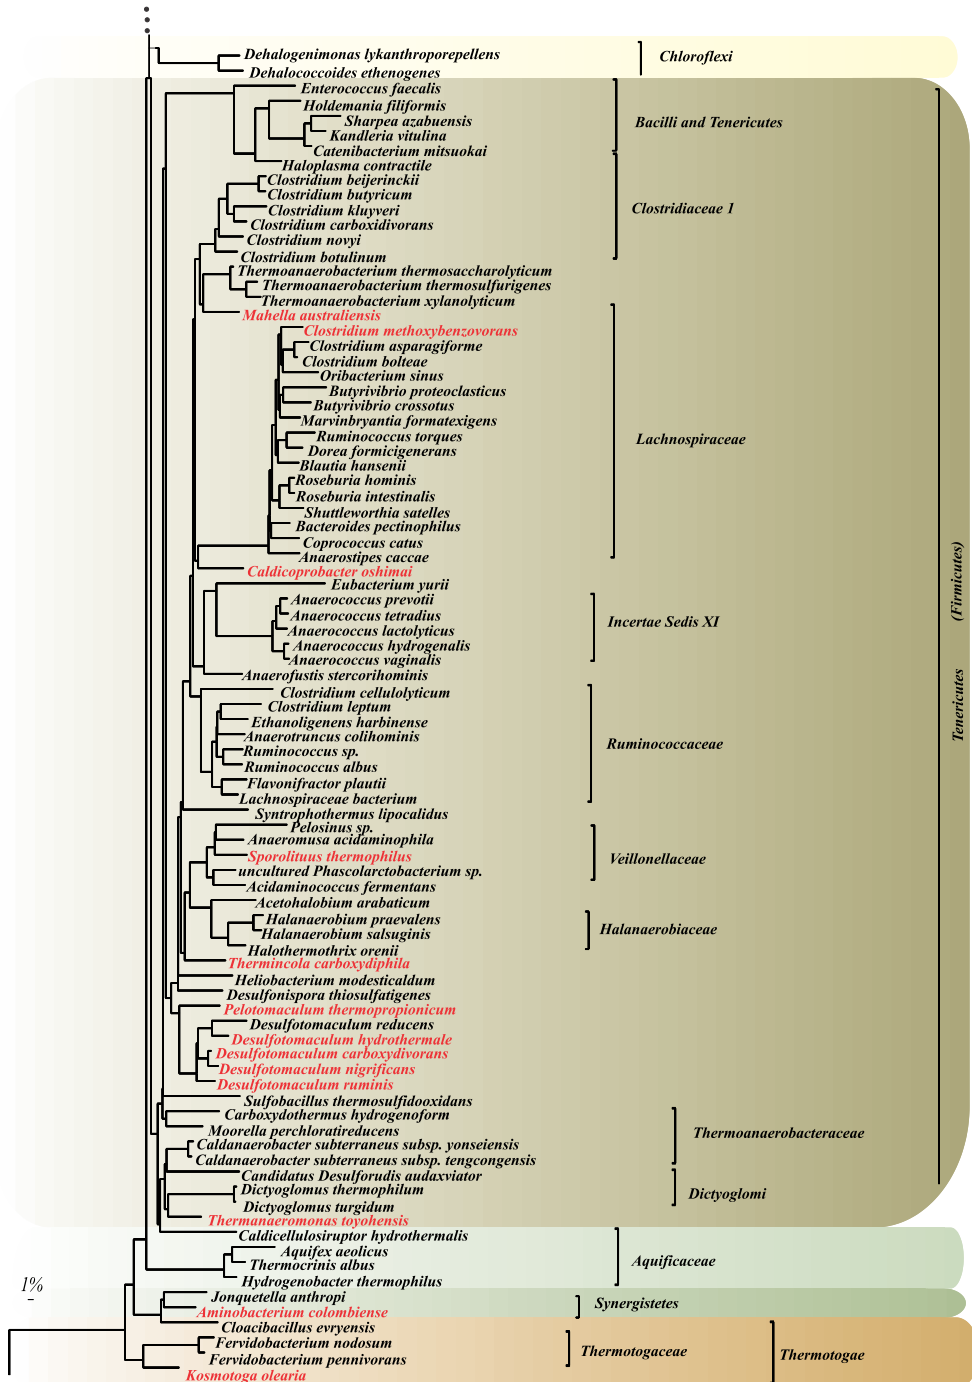 Dehalogenimonas lykanthroporepellens
Chloroflexi
Dehalococcoides ethenogenes
Enterococcus faecalis
Holdemania filiformis
Sharpea azabuensis
Bacilli and Tenericutes
Kandleria vitulina
Catenibacterium mitsuokai
Haloplasma contractile
Clostridium beijerinckii
Clostridium butyricum
Clostridium kluyveri
Clostridiaceae 1
Clostridium carboxidivorans
Clostridium novyi
Clostridium botulinum
Thermoanaerobacterium thermosaccharolyticum
Thermoanaerobacterium thermosulfurigenes
Thermoanaerobacterium xylanolyticum
Mahella australiensis
Clostridium methoxybenzovorans
Clostridium asparagiforme
Clostridium bolteae
Oribacterium sinus
Butyrivibrio proteoclasticus
Butyrivibrio crossotus
Marvinbryantia formatexigens
Ruminococcus torques
Lachnospiraceae
Dorea formicigenerans
Blautia hansenii
Roseburia hominis
Roseburia intestinalis
Shuttleworthia satelles
Bacteroides pectinophilus
Coprococcus catus
Anaerostipes caccae
Caldicoprobacter oshimai
Eubacterium yurii
Anaerococcus prevotii
Anaerococcus tetradius
Incertae Sedis XI
Anaerococcus lactolyticus
Anaerococcus hydrogenalis
Anaerococcus vaginalis
Anaerofustis stercorihominis
Tenericutes (Firmicutes)
Clostridium cellulolyticum
Clostridium leptum
Ethanoligenens harbinense
Anaerotruncus colihominis
Ruminococcaceae
Ruminococcus sp.
Ruminococcus albus
Flavonifractor plautii
Lachnospiraceae bacterium
Syntrophothermus lipocalidus
Pelosinus sp.
Anaeromusa acidaminophila
Sporolituus thermophilus
Veillonellaceae
uncultured Phascolarctobacterium sp.
Acidaminococcus fermentans
Acetohalobium arabaticum
Halanaerobium praevalens
Halanaerobiaceae
Halanaerobium salsuginis
Halothermothrix orenii
Thermincola carboxydiphila
Heliobacterium modesticaldum
Desulfonispora thiosulfatigenes
Pelotomaculum thermopropionicum
Desulfotomaculum reducens
Desulfotomaculum hydrothermale
Desulfotomaculum carboxydivorans
Desulfotomaculum nigrificans
Desulfotomaculum ruminis
Sulfobacillus thermosulfidooxidans
Carboxydothermus hydrogenoform
Moorella perchloratireducens
Thermoanaerobacteraceae
Caldanaerobacter subterraneus subsp. yonseiensis
Caldanaerobacter subterraneus subsp. tengcongensis
Candidatus Desulforudis audaxviator
Dictyoglomus thermophilum
Dictyoglomi
Dictyoglomus turgidum
Thermanaeromonas toyohensis
Caldicellulosiruptor hydrothermalis
Aquifex aeolicus
Aquificaceae
Thermocrinis albus
Hydrogenobacter thermophilus
1%
Jonquetella anthropi
Synergistetes
Aminobacterium colombiense
Cloacibacillus evryensis
Fervidobacterium nodosum
Thermotogaceae
Thermotogae
Fervidobacterium pennivorans
Kosmotoga olearia